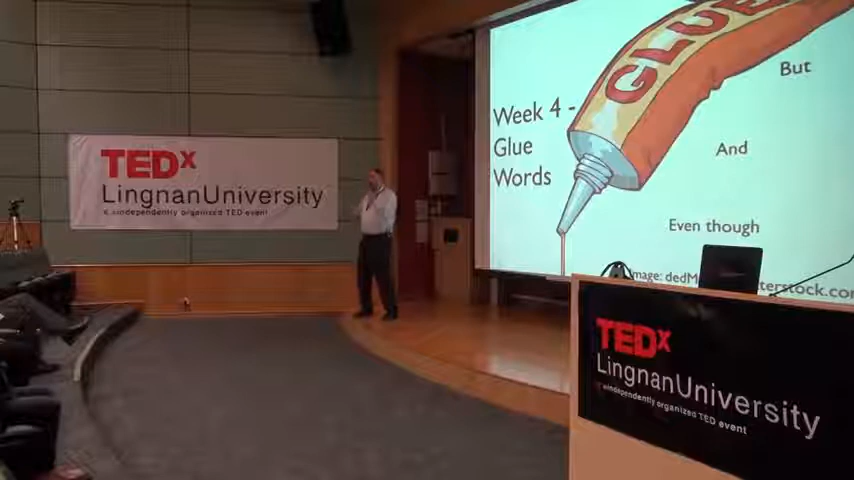 TEDx
LingnanUniversity
x = independently organized TED event
GLUE
Week 4 -
Glue
Words
But
And
Even though
Image:
TEDx
LingnanUniversity
x = independently organized TED event